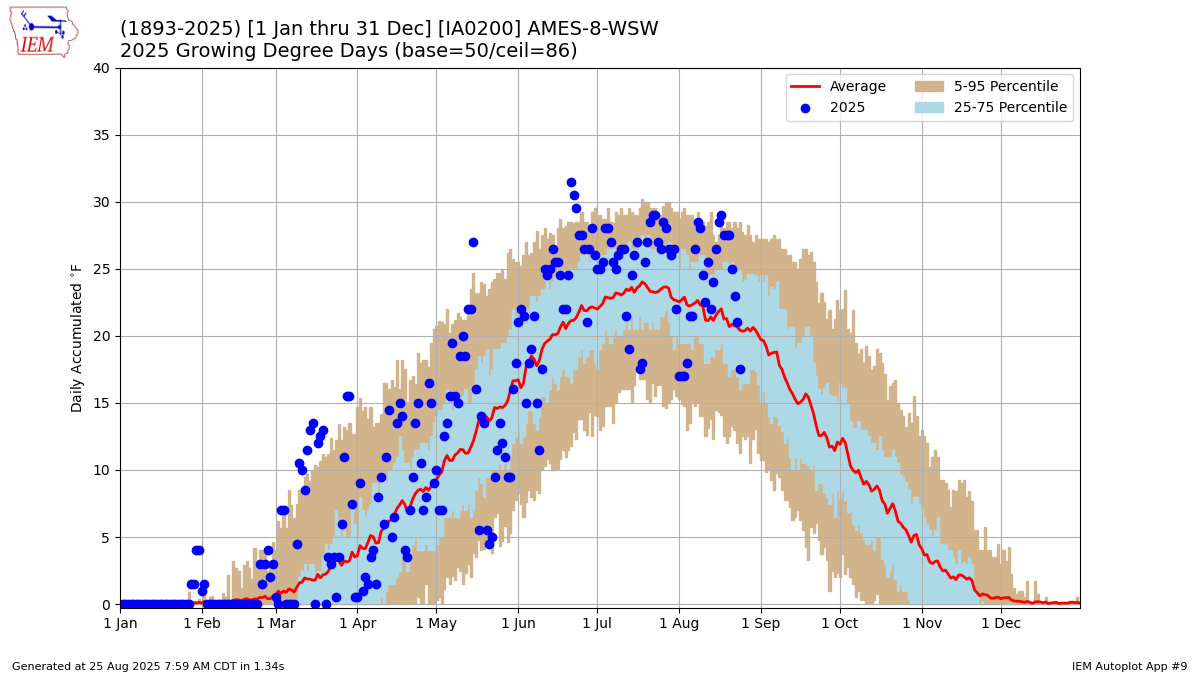 IEM
(1893-2025) [1 Jan thru 31 Dec] [IA0200] AMES-8-WSW
2025 Growing Degree Days (base=50/ceil=86)
Average
2025
5-95 Percentile
25-75 Percentile
Daily Accumulated °F
40
35
30
25
20
15
10
5
0
1 Jan
1 Feb
1 Mar
1 Apr
1 May
1 Jun
1 Jul
1 Aug
1 Sep
1 Oct
1 Nov
1 Dec
Generated at 25 Aug 2025 7:59 AM CDT in 1.34s
IEM Autoplot App #9